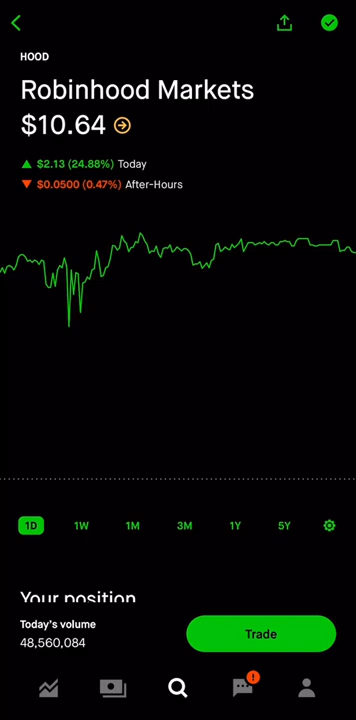 HOOD
Robinhood Markets
$10.64
▲ $2.13 (24.88%) Today
▼ $0.0500 (0.47%) After-Hours
1D 1W 1M 3M 1Y 5Y
Your position
Today's volume
48,560,084
Trade
!